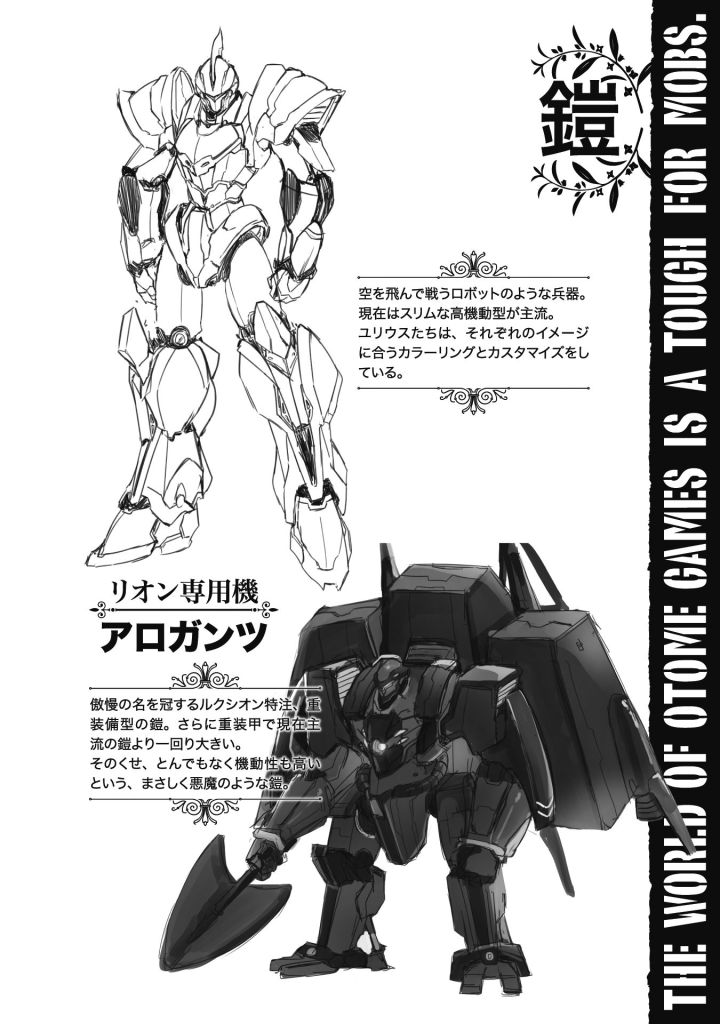 鎧
空を飛んで戦うロボットのような兵器。
現在はスリムな高機動型が主流。
ユリウスたちは、それぞれのイメージ
に合うカラーリングとカスタマイズをし
ている。
リオン専用機
アロガンツ
傲慢の名を冠するルクシオン特注、重
装備型の鎧。さらに重装甲で現在主
流の鎧より一回り大きい。
そのくせ、とんでもなく機動性も高い
という、まさしく悪魔のような鎧。
THE WORLD OF OTOME GAMES IS A TOUGH FOR MOBS.